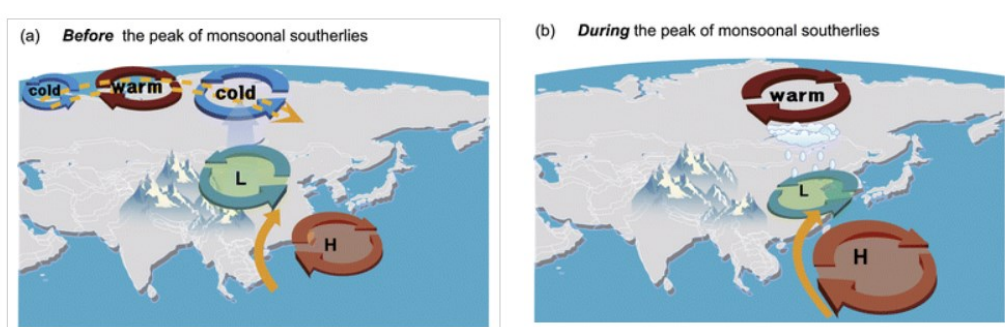 (a) Before the peak of monsoonal southerlies
cold
warm
cold
L
H
(b) During the peak of monsoonal southerlies
warm
L
H